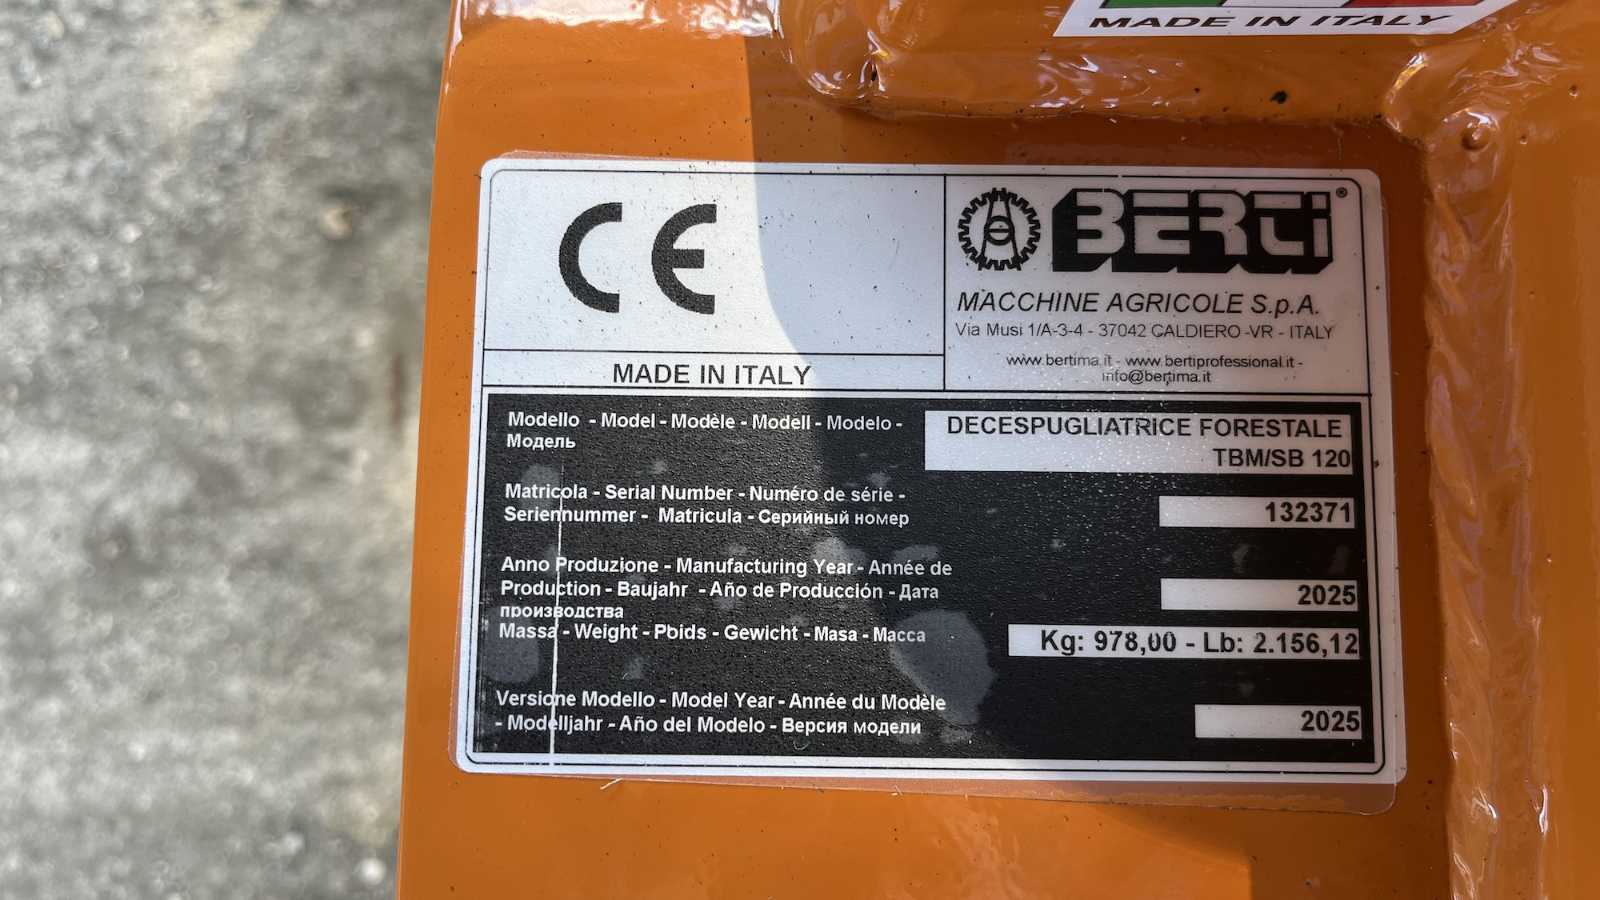 MADE IN ITALY
CE
BERTI®
MACCHINE AGRICOLE S.p.A.
Via Musi 1/A-3-4 - 37042 CALDIERO -VR - ITALY
www.bertima.it - www.bertiprofessional.it -
info@bertima.it
MADE IN ITALY
Modello - Model - Modèle - Modell - Modelo -
Модель
DECESPUGLIATRICE FORESTALE
TBM/SB 120
Matricola - Serial Number - Numéro de série -
Seriennummer - Matricula - Серийный номер
132371
Anno Produzione - Manufacturing Year - Année de
Production - Baujahr - Año de Producción - Дата
производства
2025
Massa - Weight - Pbids - Gewicht - Masa - Масса
Kg: 978,00 - Lb: 2.156,12
Versione Modello - Model Year - Année du Modèle
- Modelljahr - Año del Modelo - Версия модели
2025